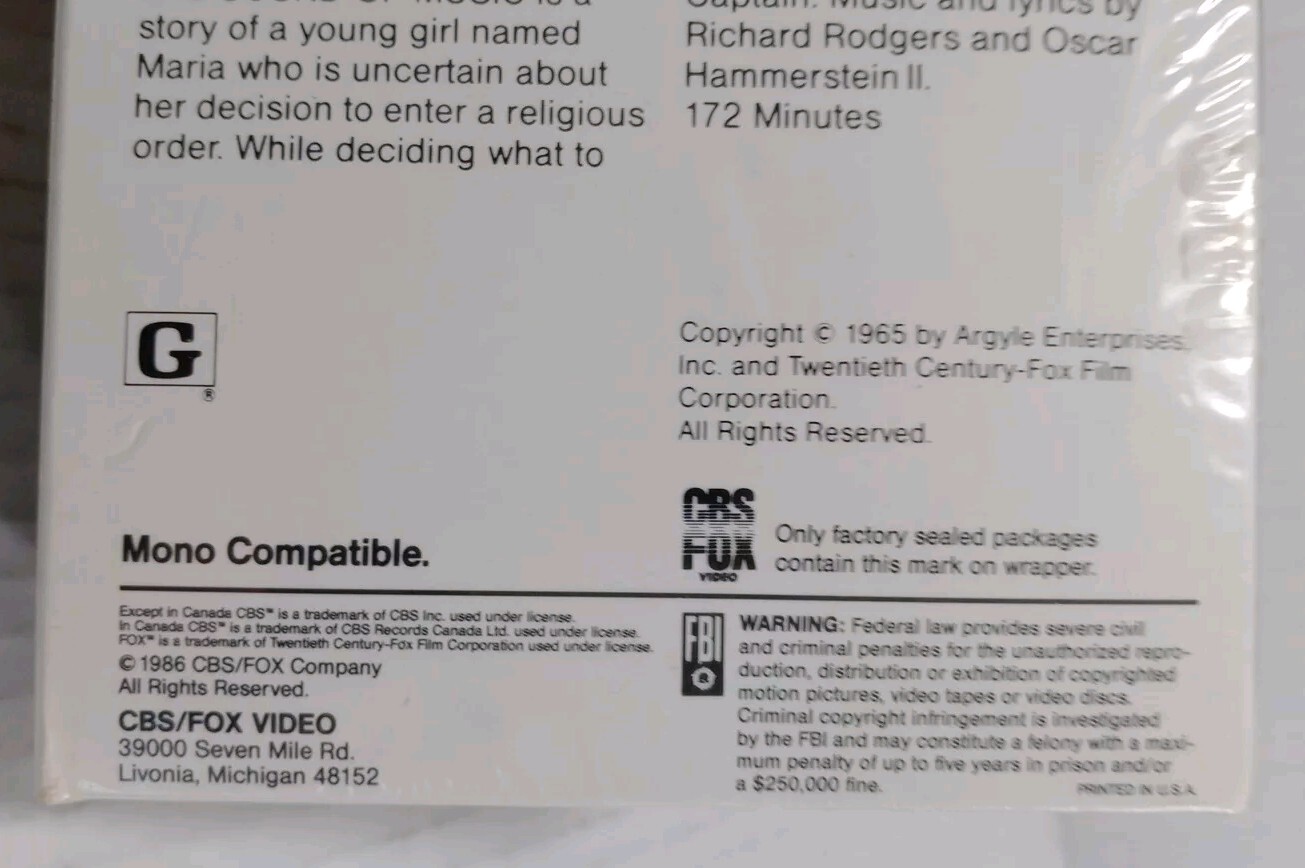 story of a young girl named
Maria who is uncertain about
her decision to enter a religious
order. While deciding what to
Captain. Music and lyrics by
Richard Rodgers and Oscar
Hammerstein II.
172 Minutes
G
®
Copyright © 1965 by Argyle Enterprises,
Inc. and Twentieth Century-Fox Film
Corporation.
All Rights Reserved.
Mono Compatible.
CBS
FOX
VIDEO
Only factory sealed packages
contain this mark on wrapper.
Except in Canada CBS™ is a trademark of CBS Inc. used under license.
In Canada CBS™ is a trademark of CBS Records Canada Ltd. used under license.
FOX™ is a trademark of Twentieth Century-Fox Film Corporation used under license.
© 1986 CBS/FOX Company
All Rights Reserved.
CBS/FOX VIDEO
39000 Seven Mile Rd.
Livonia, Michigan 48152
FBI
WARNING: Federal law provides severe civil
and criminal penalties for the unauthorized repro-
duction, distribution or exhibition of copyrighted
motion pictures, video tapes or video discs.
Criminal copyright infringement is investigated
by the FBI and may constitute a felony with a maxi-
mum penalty of up to five years in prison and/or
a $250,000 fine.
PRINTED IN U.S.A.